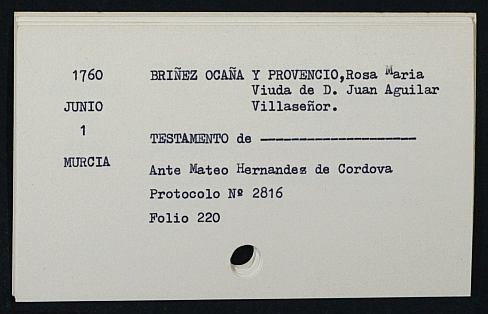 1760 BRIÑEZ OCAÑA Y PROVENCIO,Rosa Maria
Viuda de D. Juan Aguilar
JUNIO Villaseñor.
1
TESTAMENTO de --------------------
MURCIA
Ante Mateo Hernandez de Cordova
Protocolo Nº 2816
Folio 220